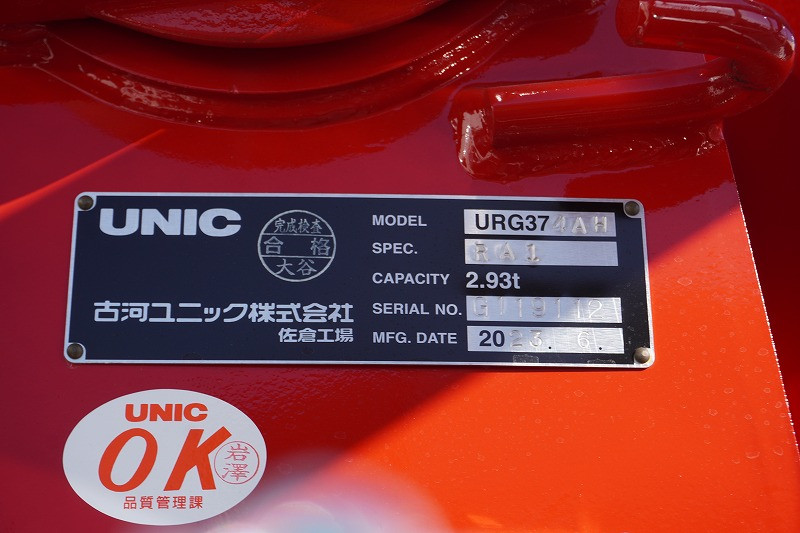 UNIC
完成検査
合格
大谷
古河ユニック株式会社
佐倉工場
MODEL URG374AH
SPEC. RA1
CAPACITY 2.93t
SERIAL NO. G119112
MFG. DATE 2023. 6.
UNIC
OK
岩澤
品質管理課